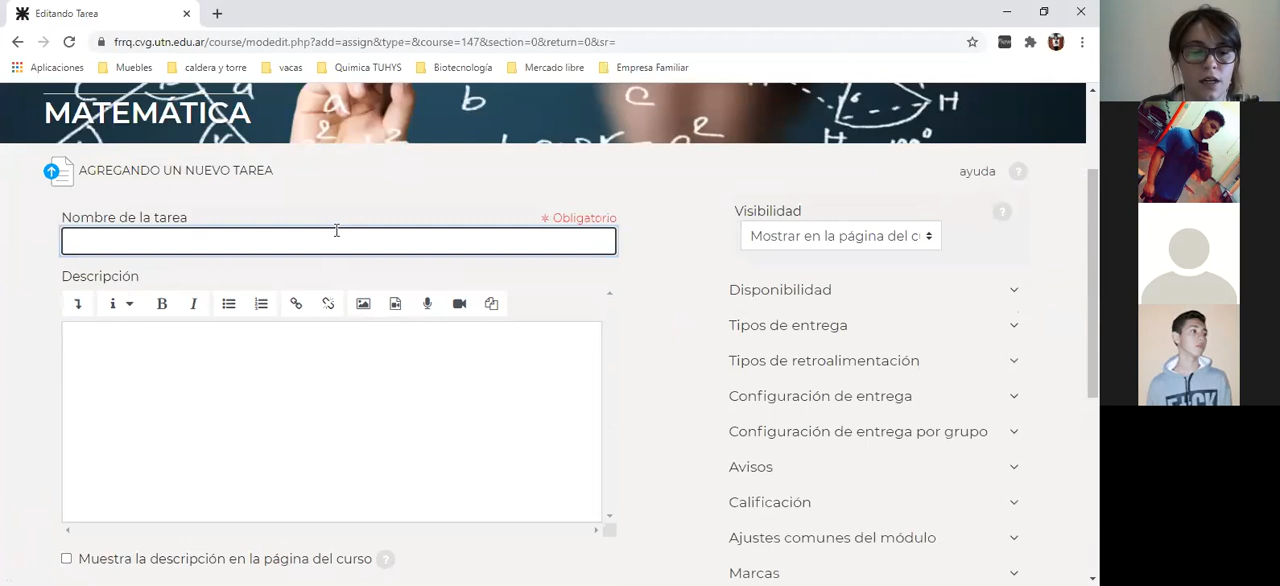 Editando Tarea
frrq.cvg.utn.edu.ar/course/modedit.php?add=assign&type=&course=147&section=0&return=0&sr=
Aplicaciones Muebles caldera y torre vacas Quimica TUHYS Biotecnología Mercado libre Empresa Familiar
MATEMÁTICA
a b c H
H
AGREGANDO UN NUEVO TAREA
ayuda ?
Nombre de la tarea
Obligatorio
Visibilidad ?
Mostrar en la página del c
Descripción
B I
Disponibilidad
Tipos de entrega
Tipos de retroalimentación
Configuración de entrega
Configuración de entrega por grupo
Avisos
Calificación
Ajustes comunes del módulo
Marcas
Muestra la descripción en la página del curso ?